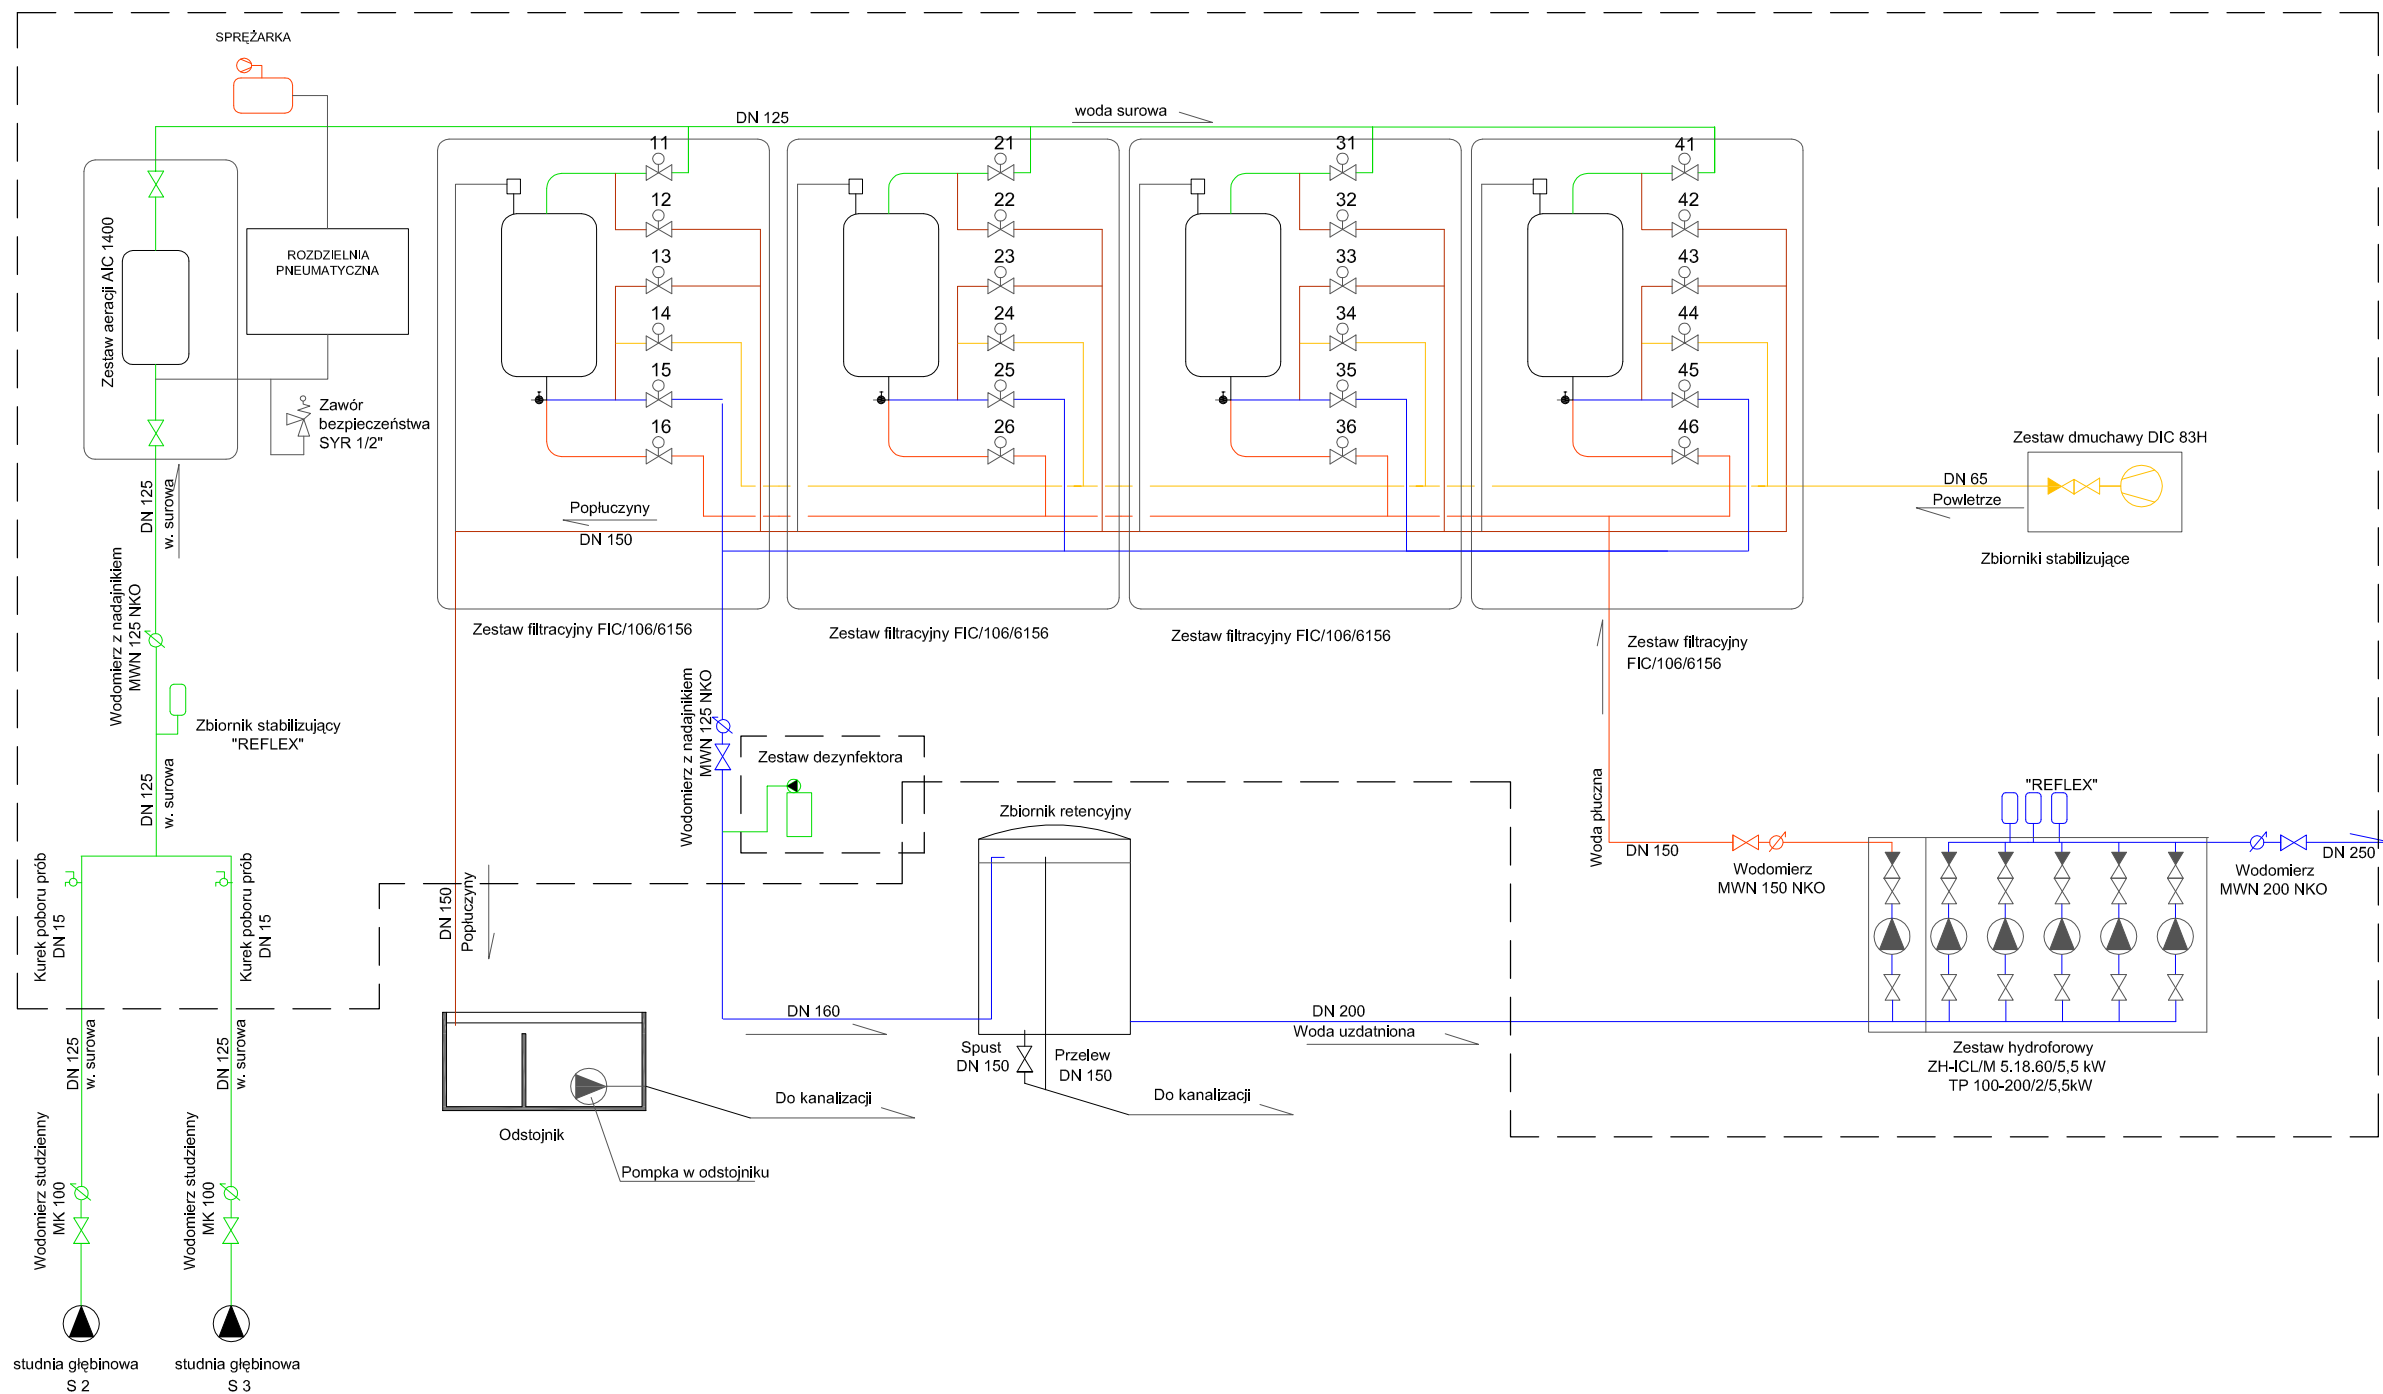 SPRĘŻARKA
DN 125
woda surowa
Zestaw aeracji AIC 1400
ROZDZIELNIA
PNEUMATYCZNA
Zawór
bezpieczeństwa
SYR 1/2"
11
12
13
14
15
16
21
22
23
24
25
26
31
32
33
34
35
36
41
42
43
44
45
46
Popłuczyny
DN 150
Zestaw dmuchawy DIC 83H
DN 65
Powietrze
Zbiorniki stabilizujące
Zestaw filtracyjny FIC/106/6156
Zestaw filtracyjny FIC/106/6156
Zestaw filtracyjny FIC/106/6156
Zestaw filtracyjny
FIC/106/6156
DN 125
w. surowa
Wodomierz z nadajnikiem
MWN 125 NKO
Zbiornik stabilizujący
"REFLEX"
DN 125
w. surowa
Wodomierz z nadajnikiem
MWN 125 NKO
Zestaw dezynfektora
Zbiornik retencyjny
Woda płuczna
DN 150
Wodomierz
MWN 150 NKO
"REFLEX"
DN 250
Wodomierz
MWN 200 NKO
Kurek poboru prób
DN 15
Kurek poboru prób
DN 15
DN 150
Popłuczyny
DN 160
DN 200
Woda uzdatniona
Spust
DN 150
Przelew
DN 150
Do kanalizacji
Do kanalizacji
Zestaw hydroforowy
ZH-ICL/M 5.18.60/5,5 kW
TP 100-200/2/5,5kW
DN 125
w. surowa
DN 125
w. surowa
Odstojnik
Pompka w odstojniku
Wodomierz studzienny
MK 100
Wodomierz studzienny
MK 100
studnia głębinowa
S 2
studnia głębinowa
S 3